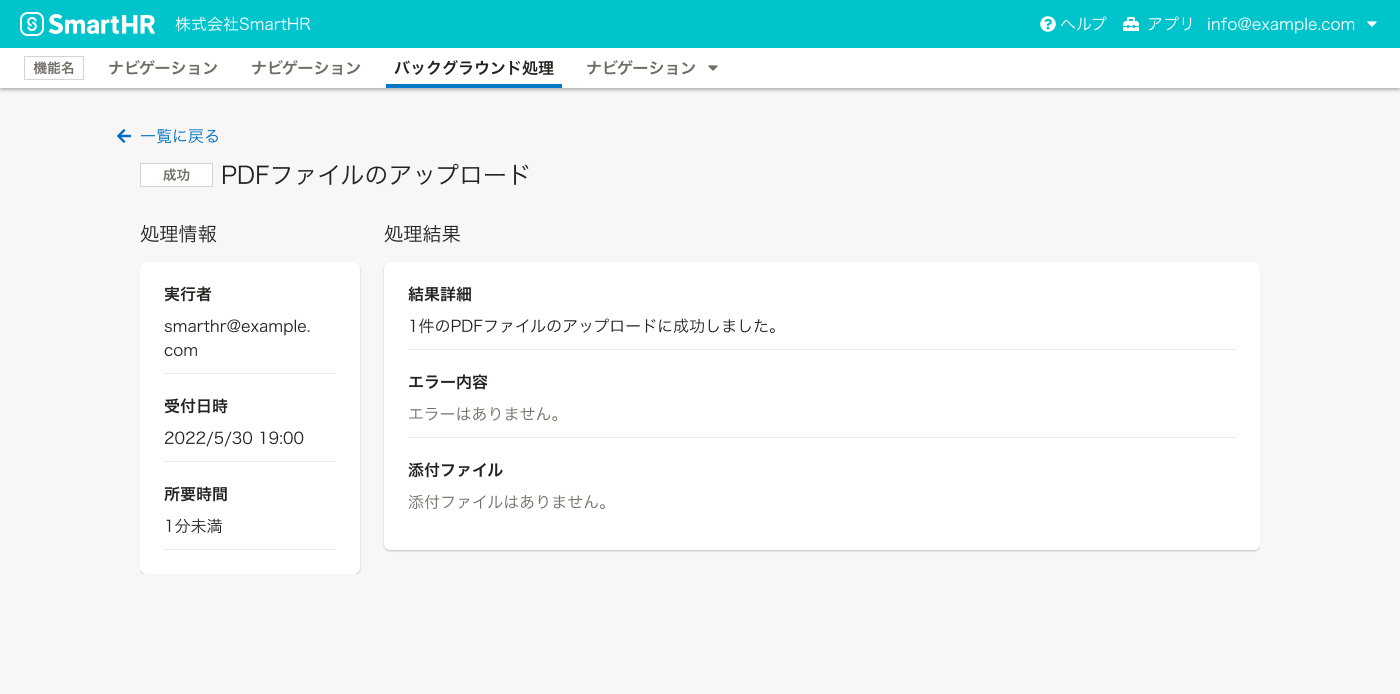 SmartHR 株式会社SmartHR ヘルプ アプリ info@example.com
機能名 ナビゲーション ナビゲーション バックグラウンド処理 ナビゲーション
一覧に戻る
成功 PDFファイルのアップロード
処理情報
実行者
smarthr@example.
com
受付日時
2022/5/30 19:00
所要時間
1分未満
処理結果
結果詳細
1件のPDFファイルのアップロードに成功しました。
エラー内容
エラーはありません。
添付ファイル
添付ファイルはありません。